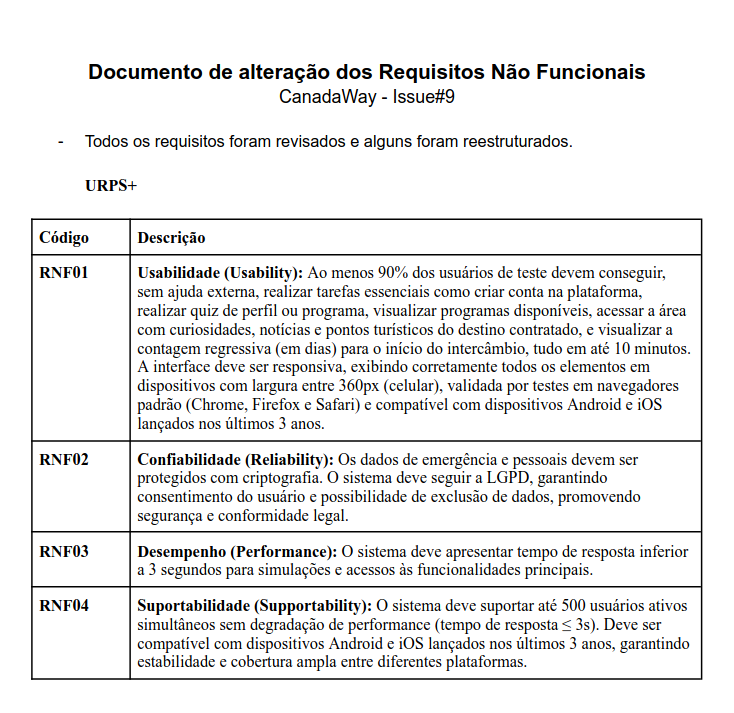 Documento de alteração dos Requisitos Não Funcionais
CanadaWay - Issue#9
- Todos os requisitos foram revisados e alguns foram reestruturados.
URPS+
Código Descrição
RNF01 Usabilidade (Usability): Ao menos 90% dos usuários de teste devem conseguir,
sem ajuda externa, realizar tarefas essenciais como criar conta na plataforma,
realizar quiz de perfil ou programa, visualizar programas disponíveis, acessar a área
com curiosidades, notícias e pontos turísticos do destino contratado, e visualizar a
contagem regressiva (em dias) para o início do intercâmbio, tudo em até 10 minutos.
A interface deve ser responsiva, exibindo corretamente todos os elementos em
dispositivos com largura entre 360px (celular), validada por testes em navegadores
padrão (Chrome, Firefox e Safari) e compatível com dispositivos Android e iOS
lançados nos últimos 3 anos.
RNF02 Confiabilidade (Reliability): Os dados de emergência e pessoais devem ser
protegidos com criptografia. O sistema deve seguir a LGPD, garantindo
consentimento do usuário e possibilidade de exclusão de dados, promovendo
segurança e conformidade legal.
RNF03 Desempenho (Performance): O sistema deve apresentar tempo de resposta inferior
a 3 segundos para simulações e acessos às funcionalidades principais.
RNF04 Suportabilidade (Supportability): O sistema deve suportar até 500 usuários ativos
simultâneos sem degradação de performance (tempo de resposta ≤ 3s). Deve ser
compatível com dispositivos Android e iOS lançados nos últimos 3 anos, garantindo
estabilidade e cobertura ampla entre diferentes plataformas.